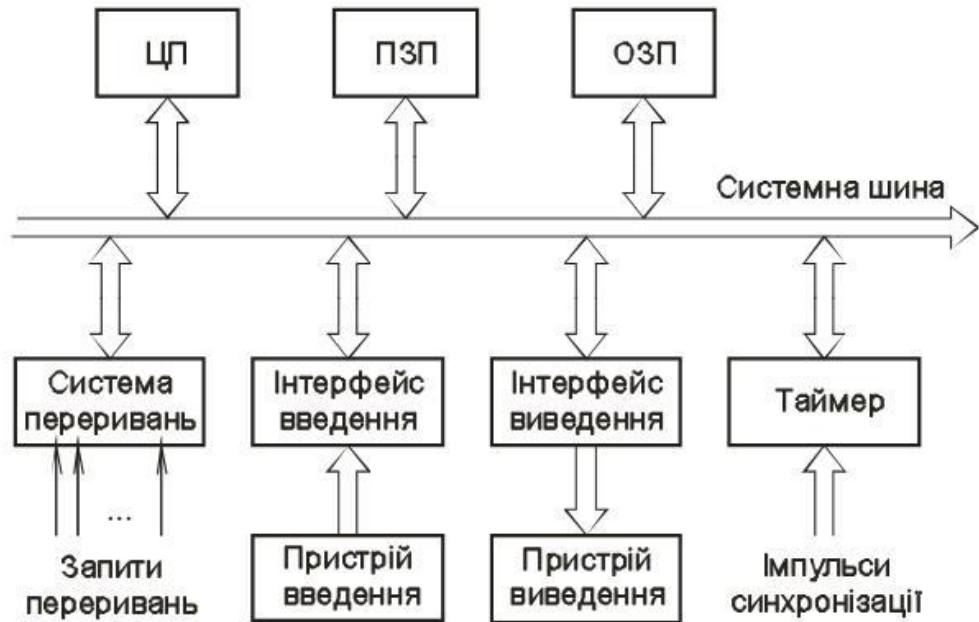 ЦП
ПЗП
ОЗП
Системна шина
Система
переривань
Інтерфейс
введення
Інтерфейс
виведення
Таймер
...
Запити
переривань
Пристрій
введення
Пристрій
виведення
Імпульси
синхронізації